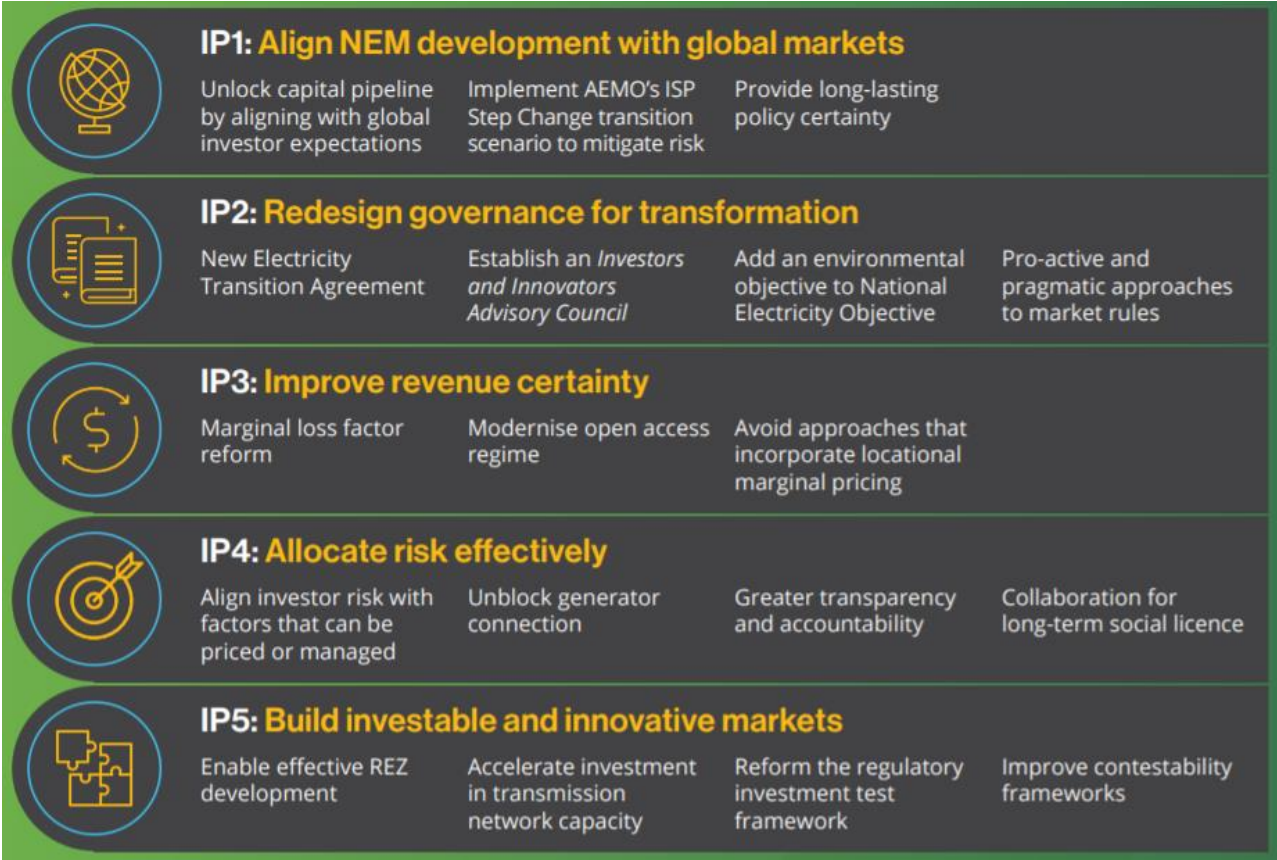 IP1: Align NEM development with global markets
Unlock capital pipeline
by aligning with global
investor expectations
Implement AEMO’s ISP
Step Change transition
scenario to mitigate risk
Provide long-lasting
policy certainty
IP2: Redesign governance for transformation
New Electricity
Transition Agreement
Establish an Investors
and Innovators
Advisory Council
Add an environmental
objective to National
Electricity Objective
Pro-active and
pragmatic approaches
to market rules
IP3: Improve revenue certainty
Marginal loss factor
reform
Modernise open access
regime
Avoid approaches that
incorporate locational
marginal pricing
IP4: Allocate risk effectively
Align investor risk with
factors that can be
priced or managed
Unblock generator
connection
Greater transparency
and accountability
Collaboration for
long-term social licence
IP5: Build investable and innovative markets
Enable effective REZ
development
Accelerate investment
in transmission
network capacity
Reform the regulatory
investment test
framework
Improve contestability
frameworks